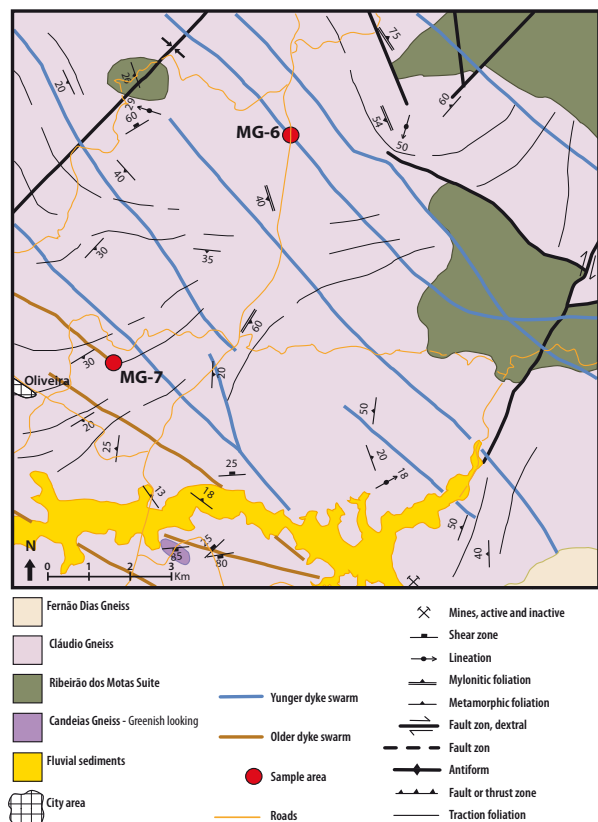 75
20
20
29
60
MG-6
54
50
60
40
40
30
35
60
30
MG-7
Oliveira
20
20
50
25
25
20
18
13
18
50
40
25
85
80
N
0 1 2 3
Km
Fernão Dias Gneiss
Cláudio Gneiss
Ribeirão dos Motas Suite
Candeias Gneiss - Greenish looking
Fluvial sediments
City area
Yunger dyke swarm
Older dyke swarm
Sample area
Roads
Mines, active and inactive
Shear zone
Lineation
Mylonitic foliation
Metamorphic foliation
Fault zon, dextral
Fault zon
Antiform
Fault or thrust zone
Traction foliation